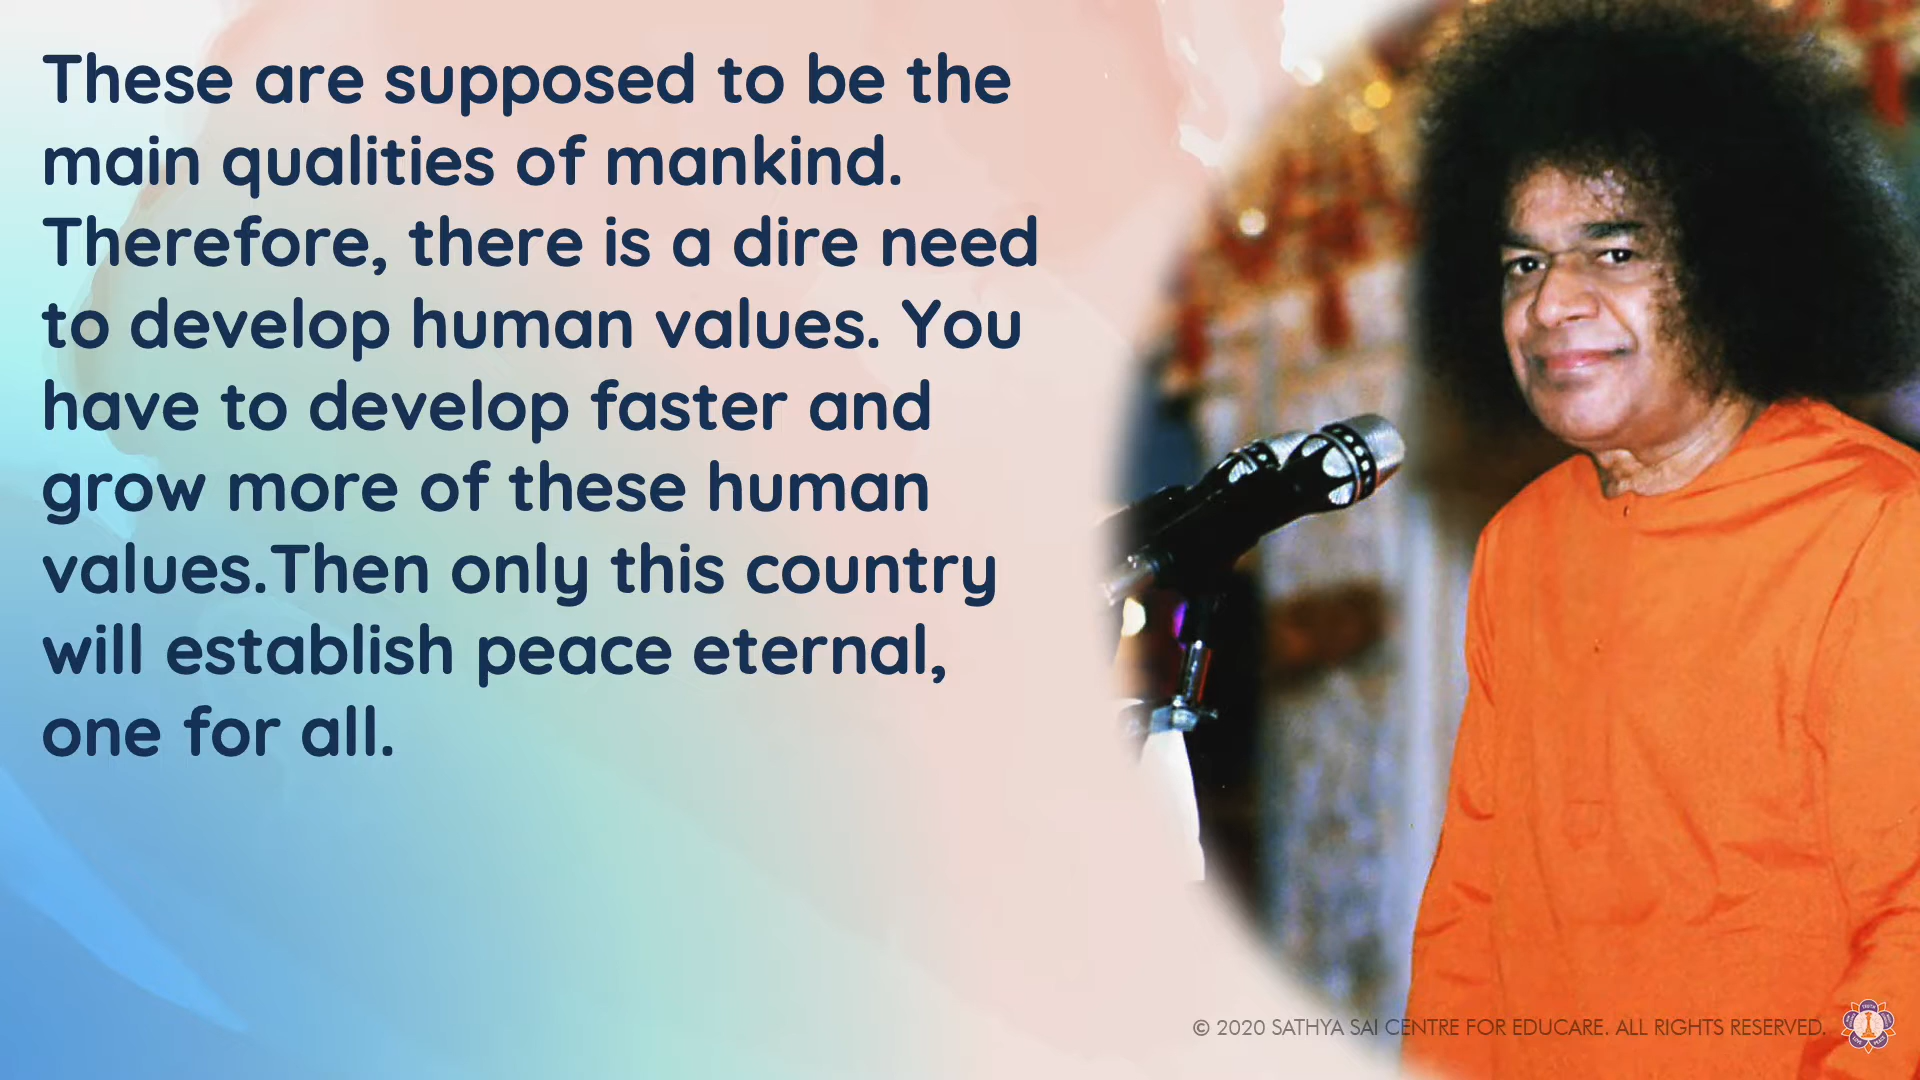 These are supposed to be the
main qualities of mankind.
Therefore, there is a dire need
to develop human values. You
have to develop faster and
grow more of these human
values.Then only this country
will establish peace eternal,
one for all.
© 2020 SATHYA SAI CENTRE FOR EDUCARE. ALL RIGHTS RESERVED.